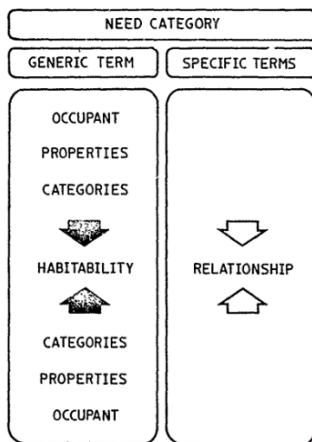 NEED CATEGORY
GENERIC TERM
SPECIFIC TERMS
OCCUPANT
PROPERTIES
CATEGORIES
HABITABILITY
RELATIONSHIP
CATEGORIES
PROPERTIES
OCCUPANT